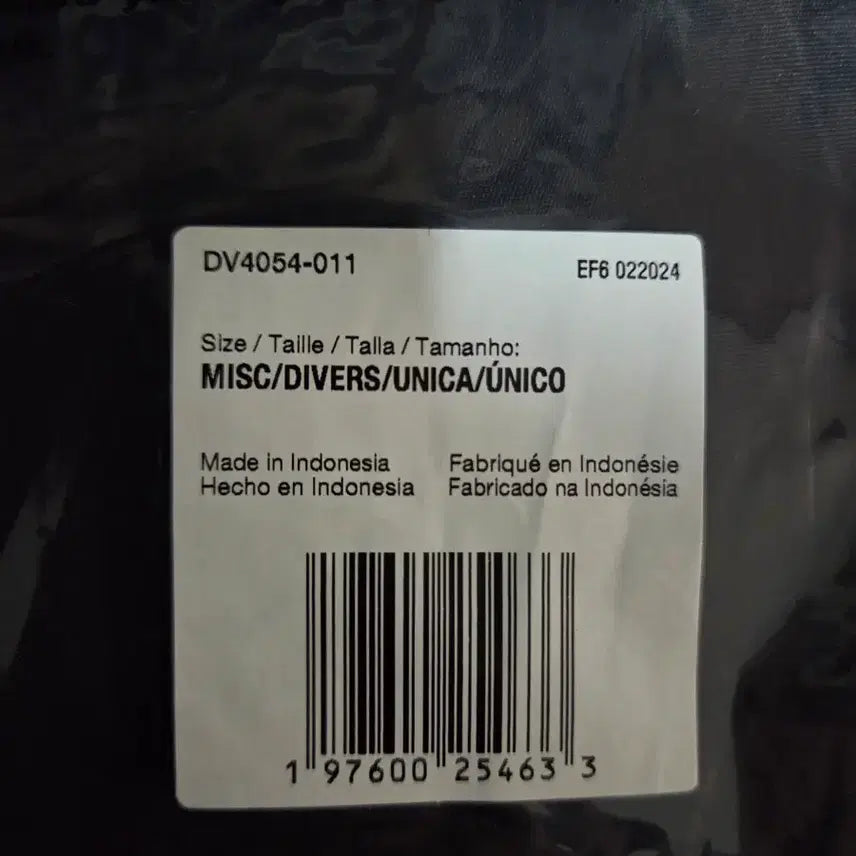 DV4054-011 EF6 022024
Size / Taille / Talla / Tamanho:
MISC/DIVERS/UNICA/ÚNICO
Made in Indonesia Fabriqué en Indonésie
Hecho en Indonesia Fabricado na Indonésia
1 97600 25463 3